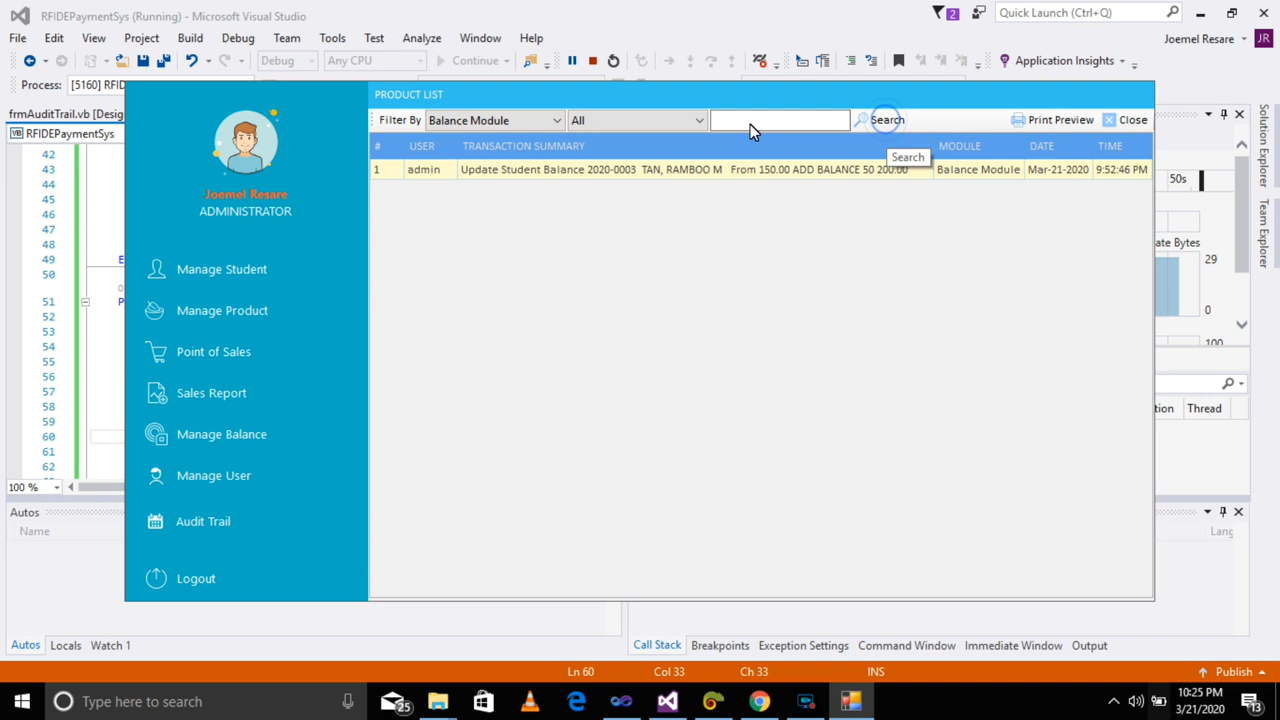 RFIDEPaymentSys (Running) - Microsoft Visual Studio
2
Quick Launch (Ctrl+Q)
File Edit View Project Build Debug Team Tools Test Analyze Window Help
Joemel Resare JR
Debug Any CPU Continue Application Insights
Process: [5160] RFID
frmAuditTrail.vb [Desig
RFIDEPaymentSys
42
43
44
45
46
47
48
49 E
50
51 P
52
53
54
55
56
57
58
59
60
61
62
100 %
PRODUCT LIST
Filter By Balance Module All Search Print Preview Close
# USER TRANSACTION SUMMARY MODULE DATE TIME
Search
1 admin Update Student Balance 2020-0003 TAN, RAMBOO M From 150.00 ADD BALANCE 50 200.00 Balance Module Mar-21-2020 9:52:46 PM
Joemel Resare
ADMINISTRATOR
Manage Student
Manage Product
Point of Sales
Sales Report
Manage Balance
Manage User
Audit Trail
Logout
50s
ate Bytes
29
0
100
tion Thread
Solution Explorer
Team Explorer
Autos
Name
Lang
Autos Locals Watch 1
Call Stack Breakpoints Exception Settings Command Window Immediate Window Output
Ln 60 Col 33 Ch 33 INS Publish
Type here to search
25
10:25 PM
3/21/2020
13